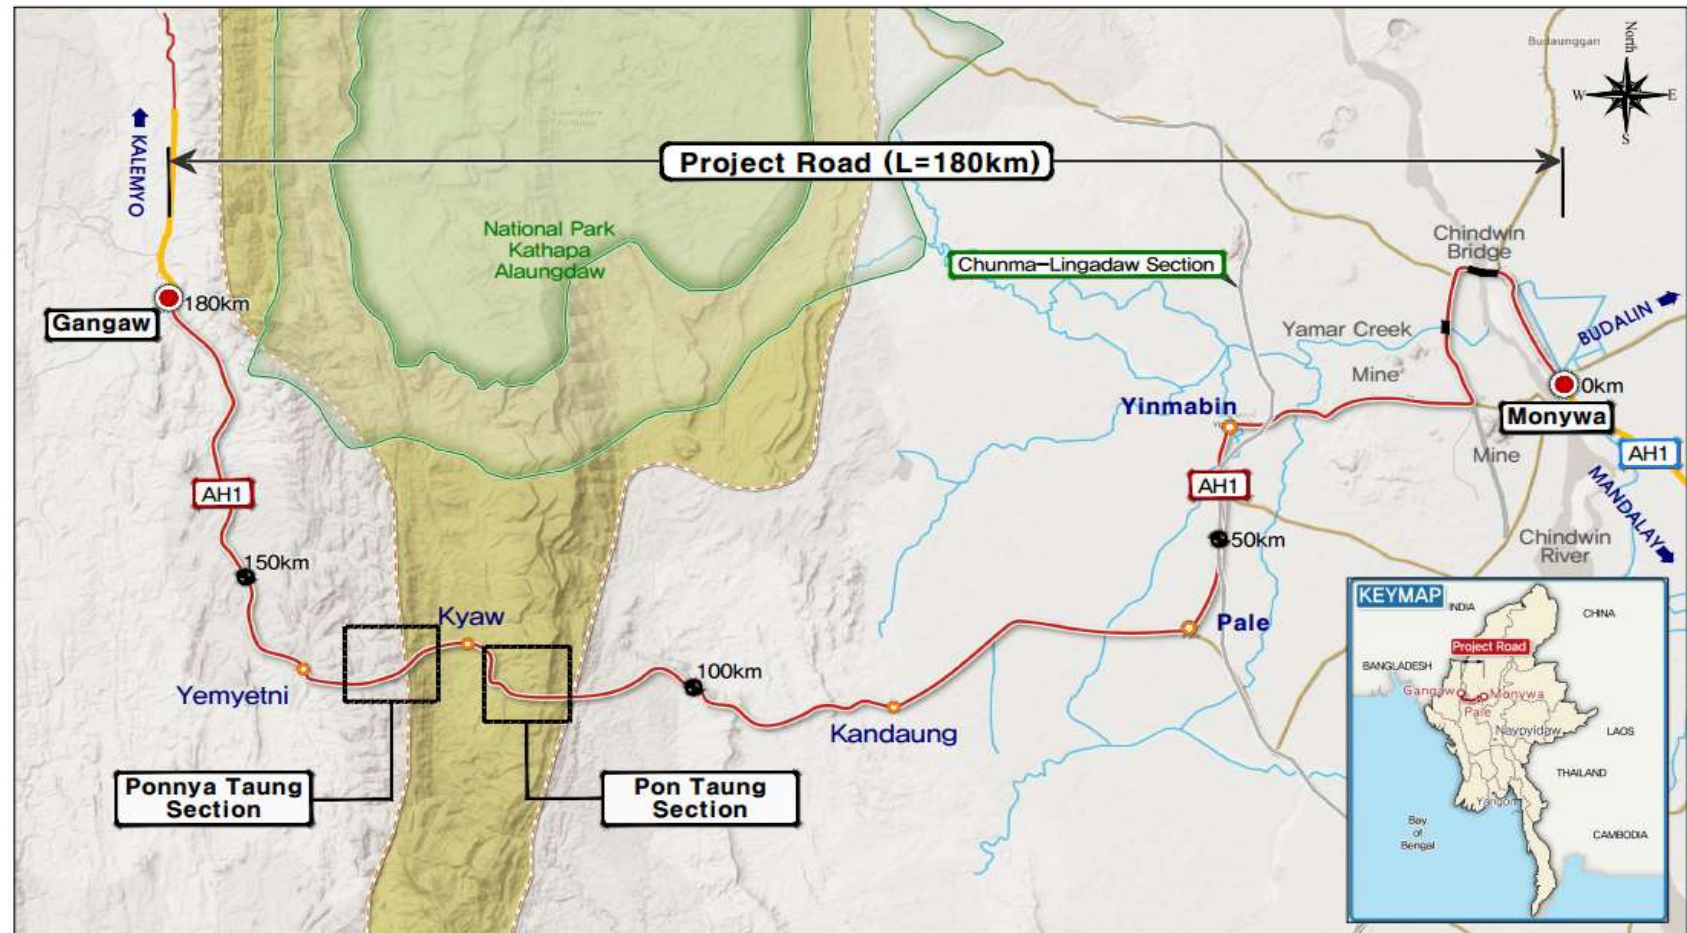 Budaunggan
North
W
E
S
KALEMYO
Project Road (L=180km)
National Park
Kathapa
Alaungdaw
Chindwin
Bridge
Chunma-Lingadaw Section
180km
Gangaw
Yamar Creek
BUDALIN
Mine
0km
Monywa
Yinmabin
AH1
Mine
AH1
AH1
MANDALAY
50km
Chindwin
River
150km
Kyaw
Pale
100km
Yemyetni
Kandaung
Ponnya Taung
Section
Pon Taung
Section
KEYMAP
INDIA
CHINA
Project Road
BANGLADESH
Gangaw
Monywa
Pale
Naypyidaw
LAOS
THAILAND
Yangon
Bay
of
Bengal
CAMBODIA